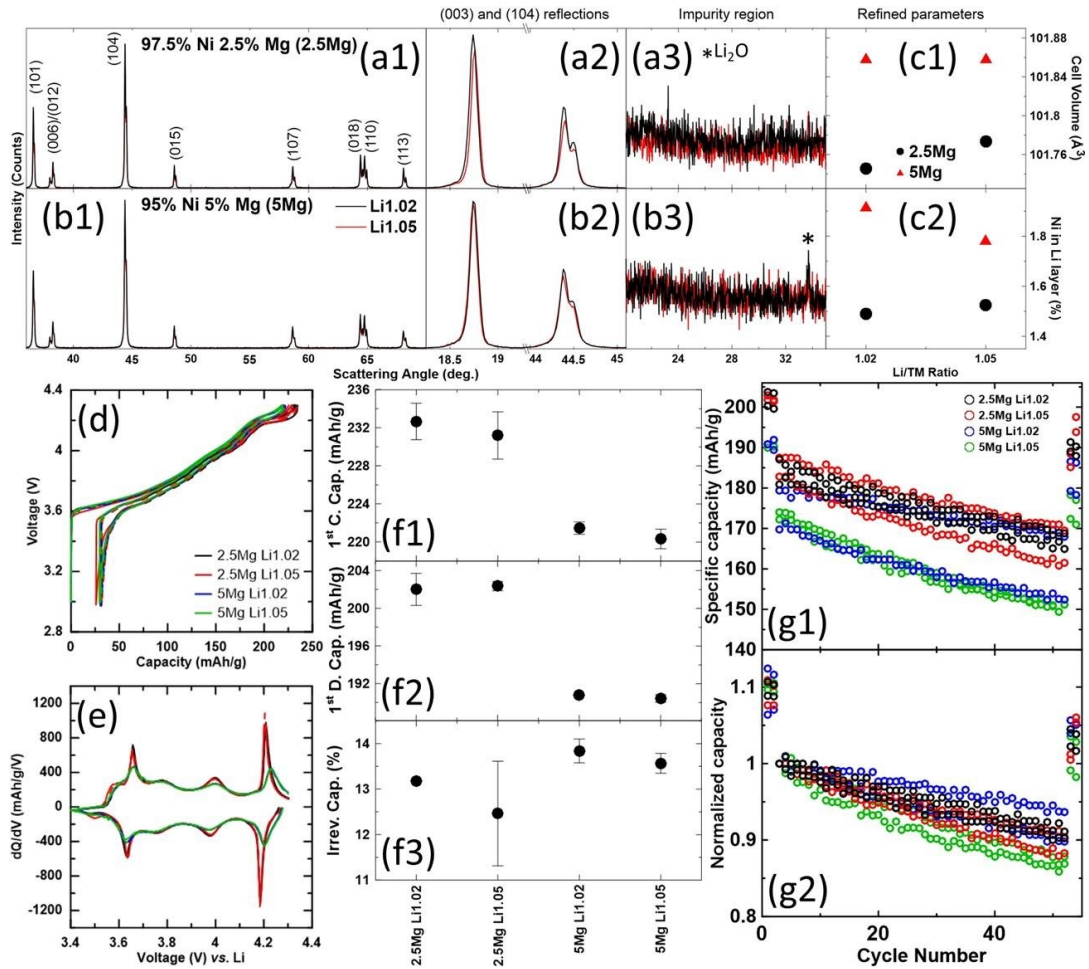 (003) and (104) reflections
Impurity region
Refined parameters
97.5% Ni 2.5% Mg (2.5Mg)
(a1)
(a2)
(a3)
*Li₂O
(c1)
(101)
(006)/(012)
(104)
(015)
(107)
(018)
(110)
(113)
2.5Mg
5Mg
101.88
101.84
101.80
101.76
Cell Volume (Å³)
Intensity (Counts)
95% Ni 5% Mg (5Mg)
(b1)
Li1.02
Li1.05
(b2)
(b3)
*
(c2)
1.8
1.6
1.4
Ni in Li layer (%)
40 45 50 55 60 65
18.5 19 44 44.5 45
24 28 32
1.02 1.05
Scattering Angle (deg.)
Li/TM Ratio
(d)
4.4
4.0
3.6
3.2
2.8
Voltage (V)
2.5Mg Li1.02
2.5Mg Li1.05
5Mg Li1.02
5Mg Li1.05
0 50 100 150 200 250
Capacity (mAh/g)
(e)
1200
800
400
0
400
800
-1200
dQ/dV (mAh/g/V)
3.4 3.6 3.8 4.0 4.2 4.4
Voltage (V) vs. Li
236
232
228
224
220
1st C. Cap. (mAh/g)
(f1)
204
202
198
196
192
190
1st D. Cap. (mAh/g)
(f2)
14
13
12
11
Irrev. Cap. (%)
(f3)
2.5Mg Li1.02
2.5Mg Li1.05
5Mg Li1.02
5Mg Li1.05
(g1)
2.5Mg Li1.02
2.5Mg Li1.05
5Mg Li1.02
5Mg Li1.05
200
190
180
170
160
150
140
Specific capacity (mAh/g)
(g2)
1.1
1
0.9
0.8
Normalized capacity
0 20 40
Cycle Number